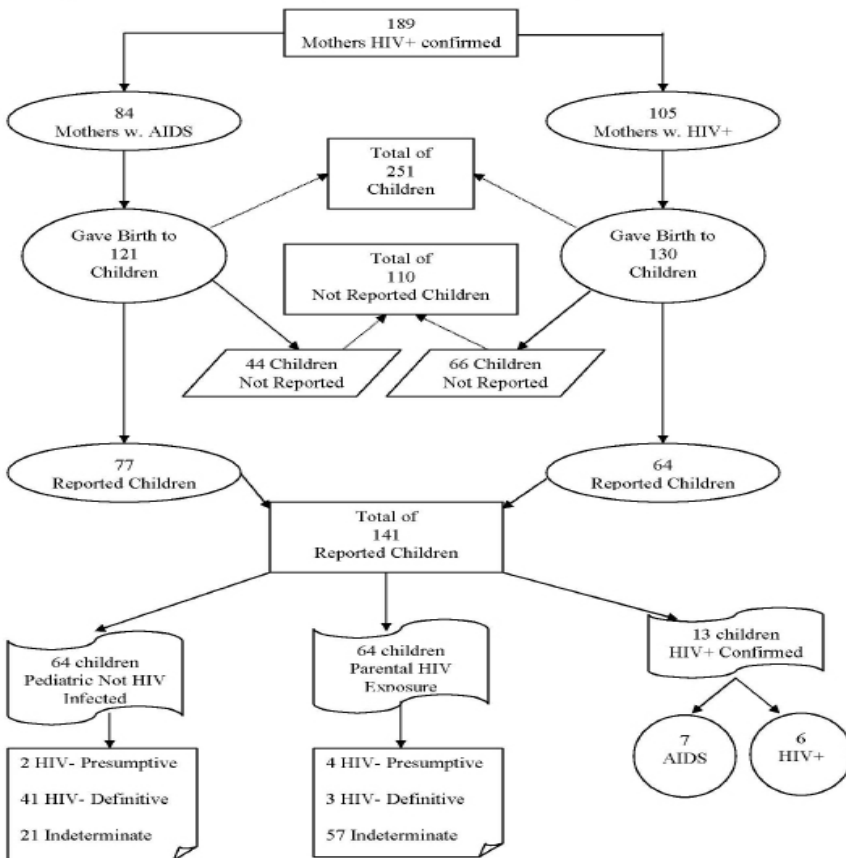 189
Mothers HIV+ confirmed
84
Mothers w. AIDS
105
Mothers w. HIV+
Total of
251
Children
Gave Birth to
121
Children
Gave Birth to
130
Children
Total of
110
Not Reported Children
44 Children
Not Reported
66 Children
Not Reported
77
Reported Children
64
Reported Children
Total of
141
Reported Children
64 children
Pediatric Not HIV
Infected
64 children
Parental HIV
Exposure
13 children
HIV+ Confirmed
2 HIV- Presumptive
41 HIV- Definitive
21 Indeterminate
4 HIV- Presumptive
3 HIV- Definitive
57 Indeterminate
7
AIDS
6
HIV+